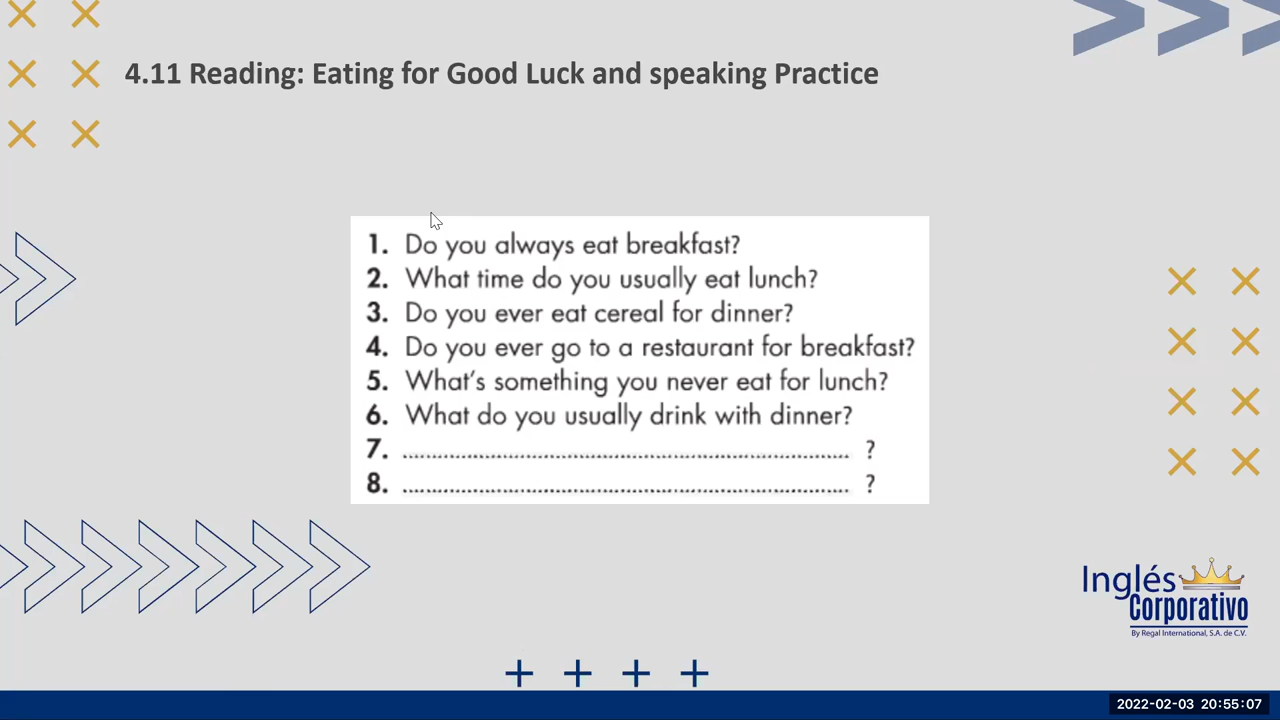 4.11 Reading: Eating for Good Luck and speaking Practice
1. Do you always eat breakfast?
2. What time do you usually eat lunch?
3. Do you ever eat cereal for dinner?
4. Do you ever go to a restaurant for breakfast?
5. What's something you never eat for lunch?
6. What do you usually drink with dinner?
7. ................................................................ ?
8. ................................................................ ?
Inglés
Corporativo
By Regal International, S.A. de C.V.
2022-02-03 20:55:07